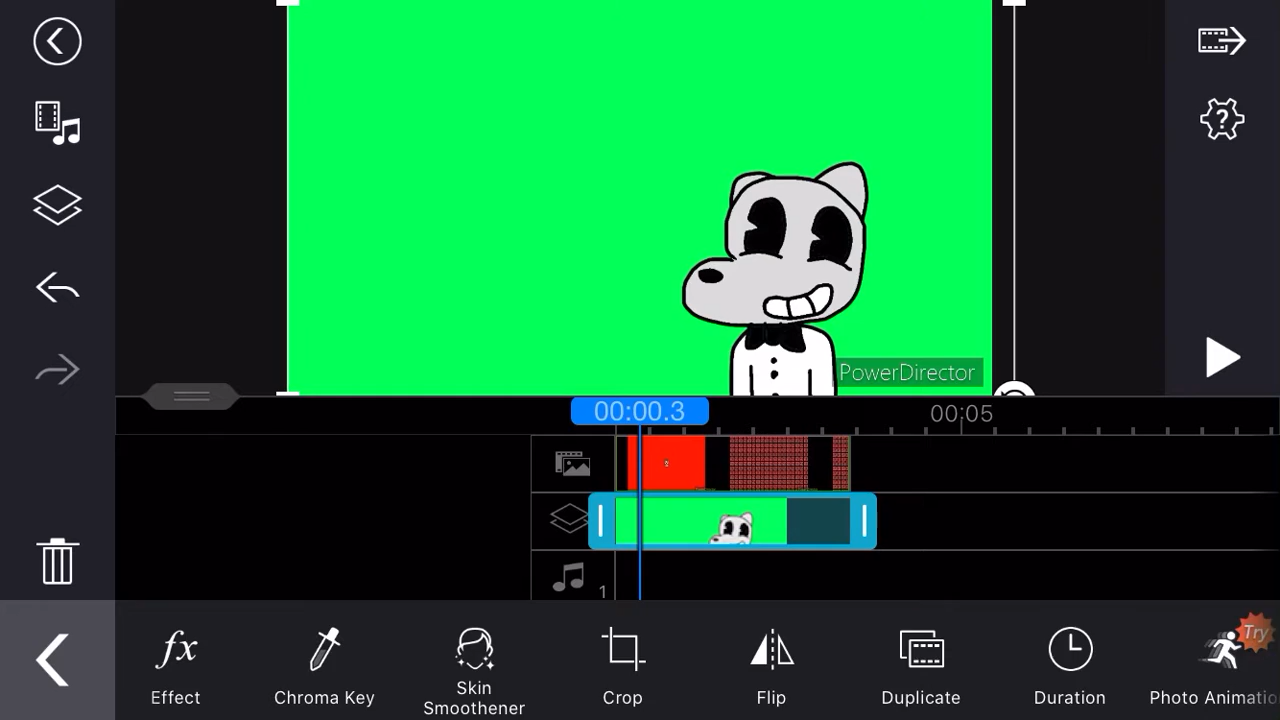 PowerDirector
00:00.3
00:05
1
Effect
Chroma Key
Skin
Smoothener
Crop
Flip
Duplicate
Duration
Try
Photo Animatio